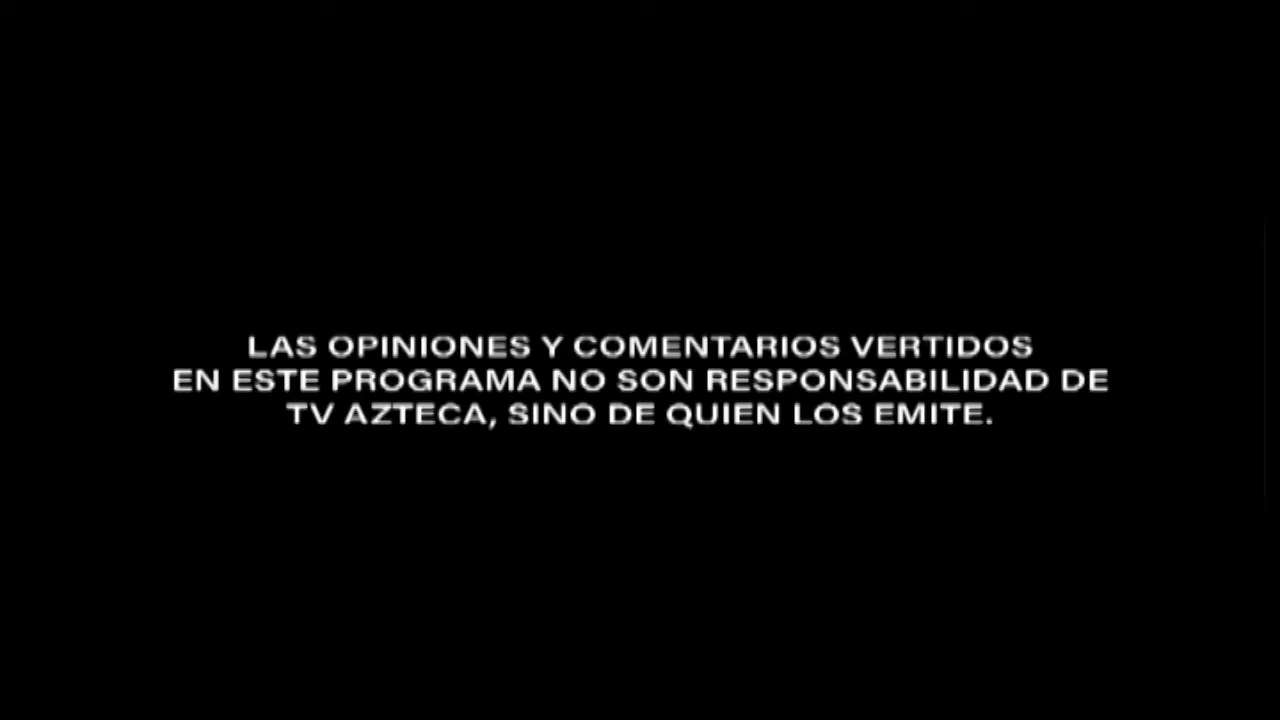 LAS OPINIONES Y COMENTARIOS VERTIDOS
EN ESTE PROGRAMA NO SON RESPONSABILIDAD DE
TV AZTECA, SINO DE QUIEN LOS EMITE.